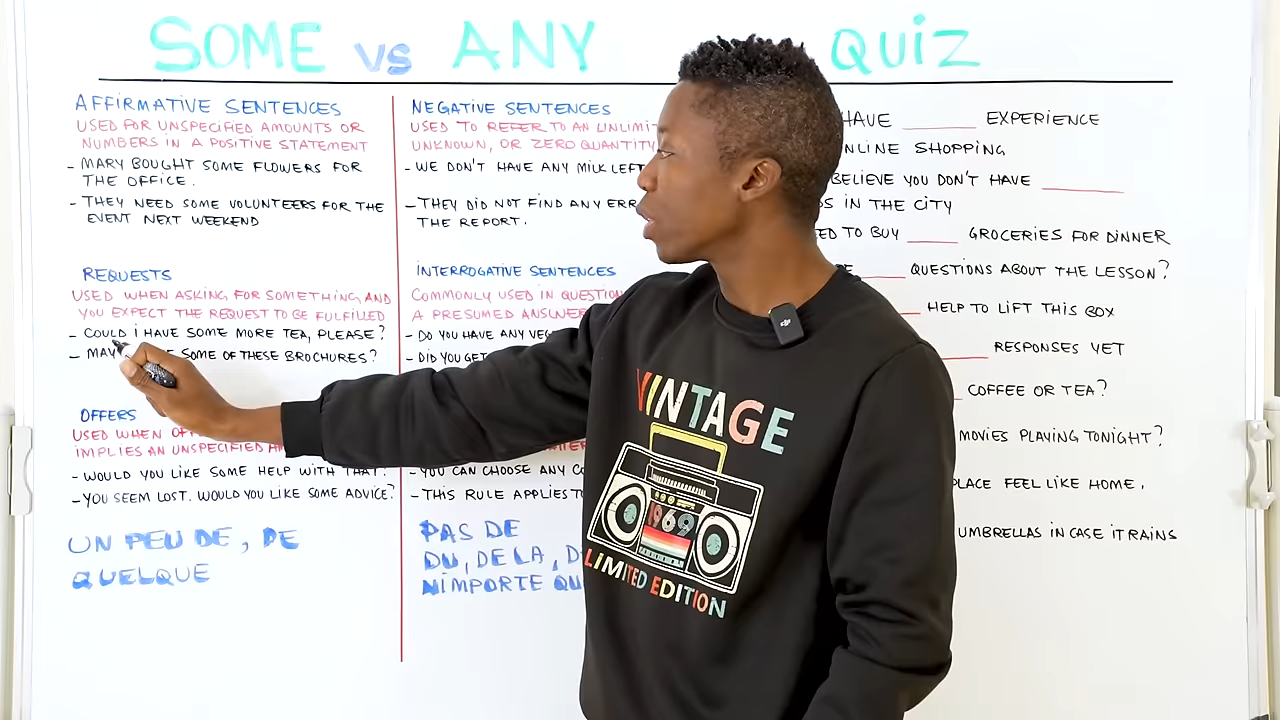 SOME vs ANY
QUIZ
AFFIRMATIVE SENTENCES
USED FOR UNSPECIFIED AMOUNTS OR
NUMBERS IN A POSITIVE STATEMENT
- MARY BOUGHT SOME FLOWERS FOR
THE OFFICE.
- THEY NEED SOME VOLUNTEERS FOR THE
EVENT NEXT WEEKEND
REQUESTS
USED WHEN ASKING FOR SOMETHING AND
YOU EXPECT THE REQUEST TO BE FULFILLED
- COULD I HAVE SOME MORE TEA, PLEASE?
- MAY SOME OF THESE BROCHURES?
OFFERS
USED WHEN
IMPLIES AN UNSPECIFIED
- WOULD YOU LIKE SOME HELP WITH THAT?
- YOU SEEM LOST. WOULD YOU LIKE SOME ADVICE?
UN PEU DE, DE
QUELQUE
NEGATIVE SENTENCES
USED TO REFER TO AN
UNKNOWN, OR ZERO QUANTITY
- WE DON'T HAVE ANY MILK LEFT
- THEY DID NOT FIND ANY
THE REPORT.
INTERROGATIVE SENTENCES
COMMONLY USED IN
A PRESUMED
- DO YOU HAVE ANY
- DID YOU GET
- YOU CAN CHOOSE ANY
- THIS RULE APPLIES TO
PAS DE
DU, DE LA,
N'IMPORTE
HAVE ______ EXPERIENCE
SHOPPING
BELIEVE YOU DON'T HAVE ______
IN THE CITY
TO BUY ______ GROCERIES FOR DINNER
______ QUESTIONS ABOUT THE LESSON?
HELP TO LIFT THIS BOX
______ RESPONSES YET
COFFEE OR TEA?
MOVIES PLAYING TONIGHT?
PLACE FEEL LIKE HOME.
UMBRELLAS IN CASE IT RAINS
VINTAGE
1969
LIMITED EDITION